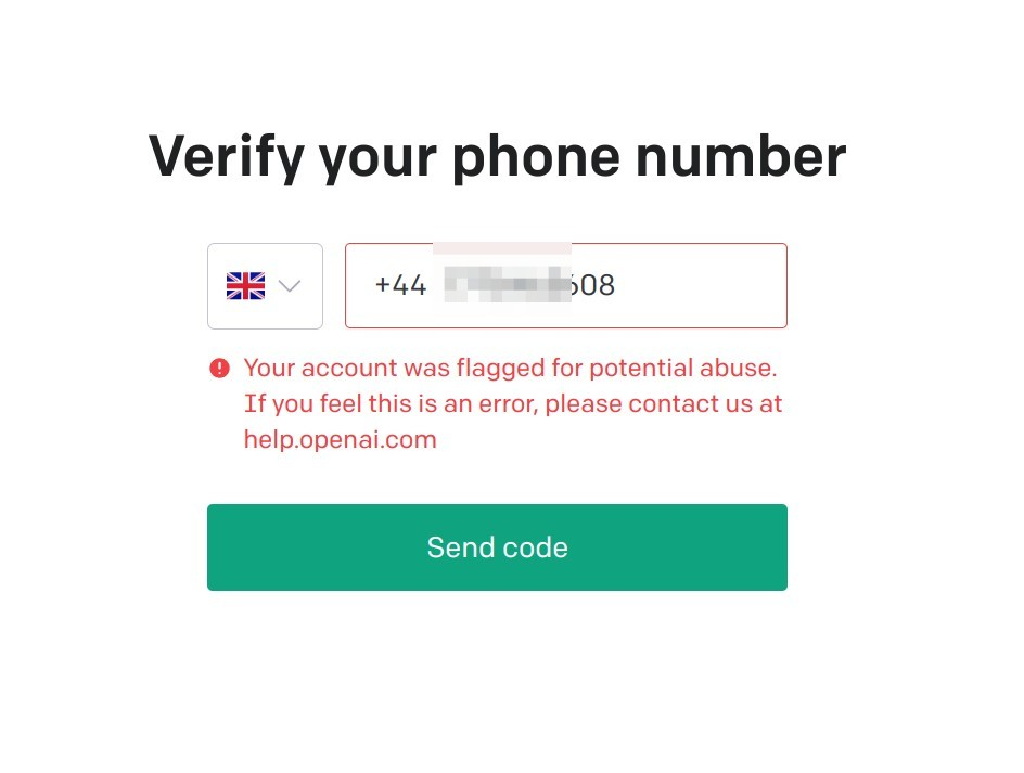 Verify your phone number
+44 608
Your account was flagged for potential abuse.
If you feel this is an error, please contact us at
help.openai.com
Send code